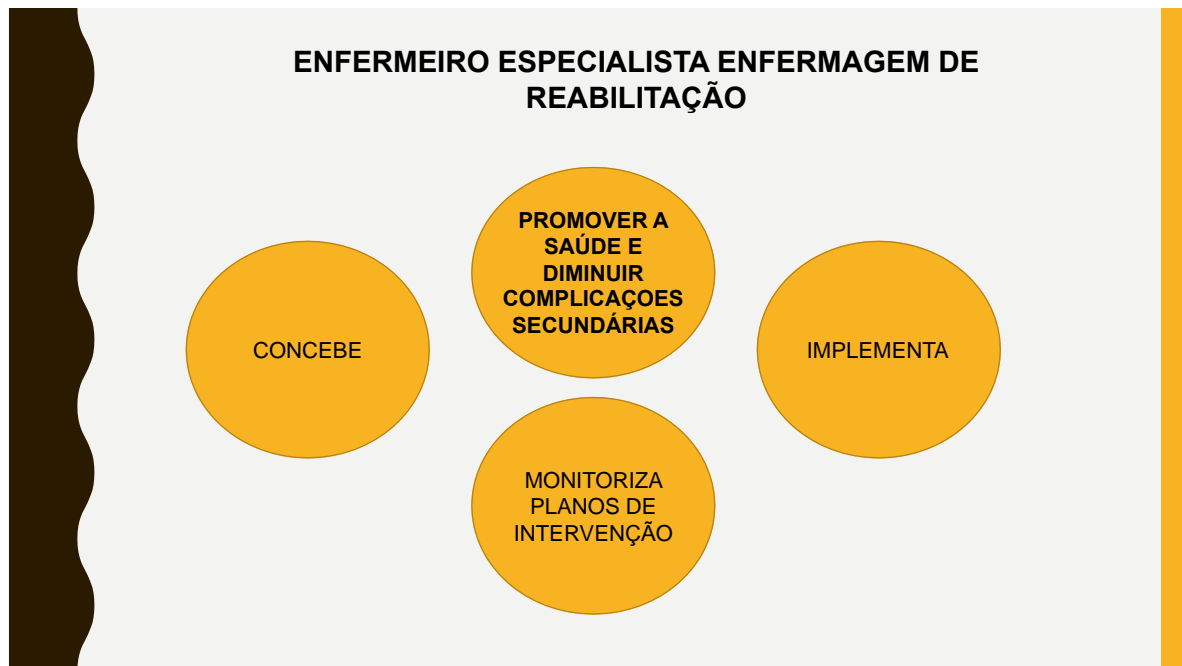 ENFERMEIRO ESPECIALISTA ENFERMAGEM DE
REABILITAÇÃO
PROMOVER A
SAÚDE E
DIMINUIR
COMPLICAÇOES
SECUNDÁRIAS
CONCEBE
IMPLEMENTA
MONITORIZA
PLANOS DE
INTERVENÇÃO